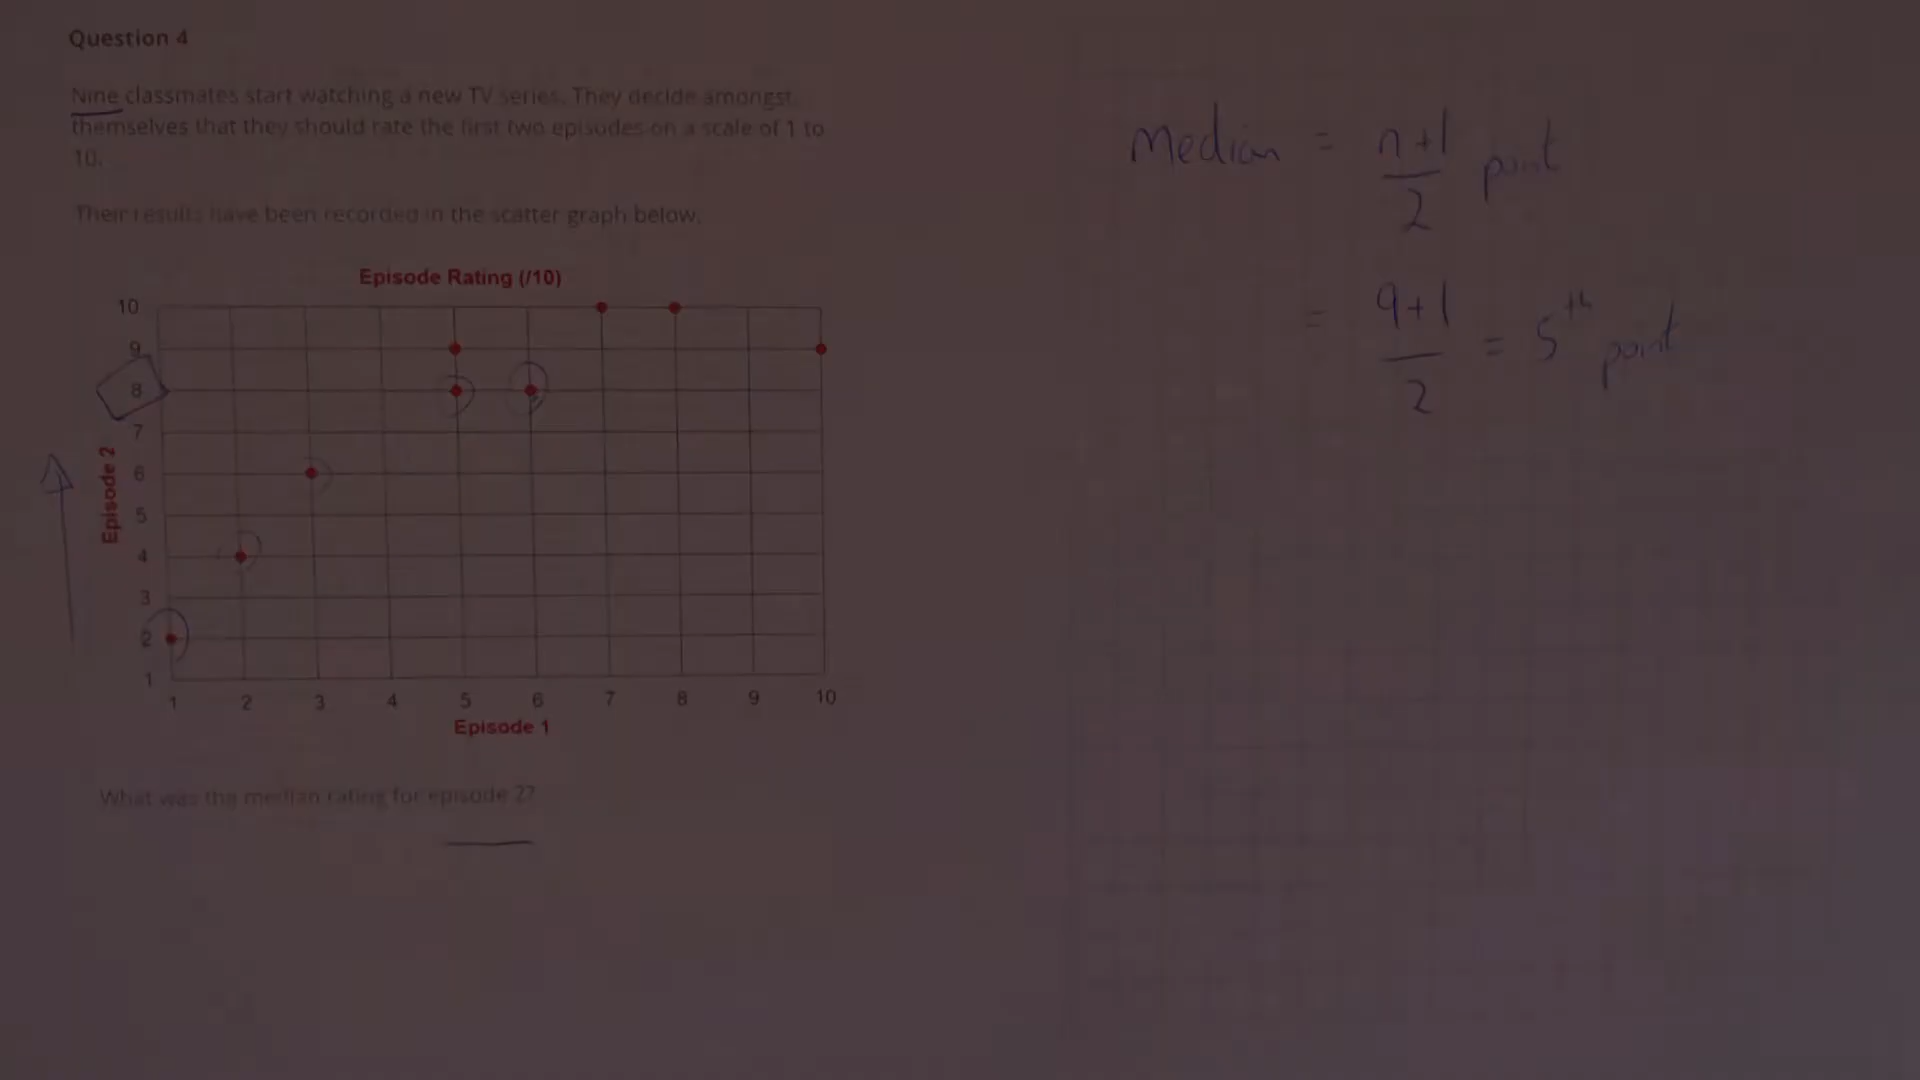 Question 4
Nine classmates start watching a new TV series. They decide amongst
themselves that they should rate the first two episodes on a scale of 1 to
10.
Their results have been recorded in the scatter graph below.
Episode Rating (/10)
10
9
8
7
6
5
4
3
2
1
Episode 2
1 2 3 4 5 6 7 8 9 10
Episode 1
What was the median rating for episode 2?
Median = n+1 / 2 point
= 9+1 / 2 = 5th point